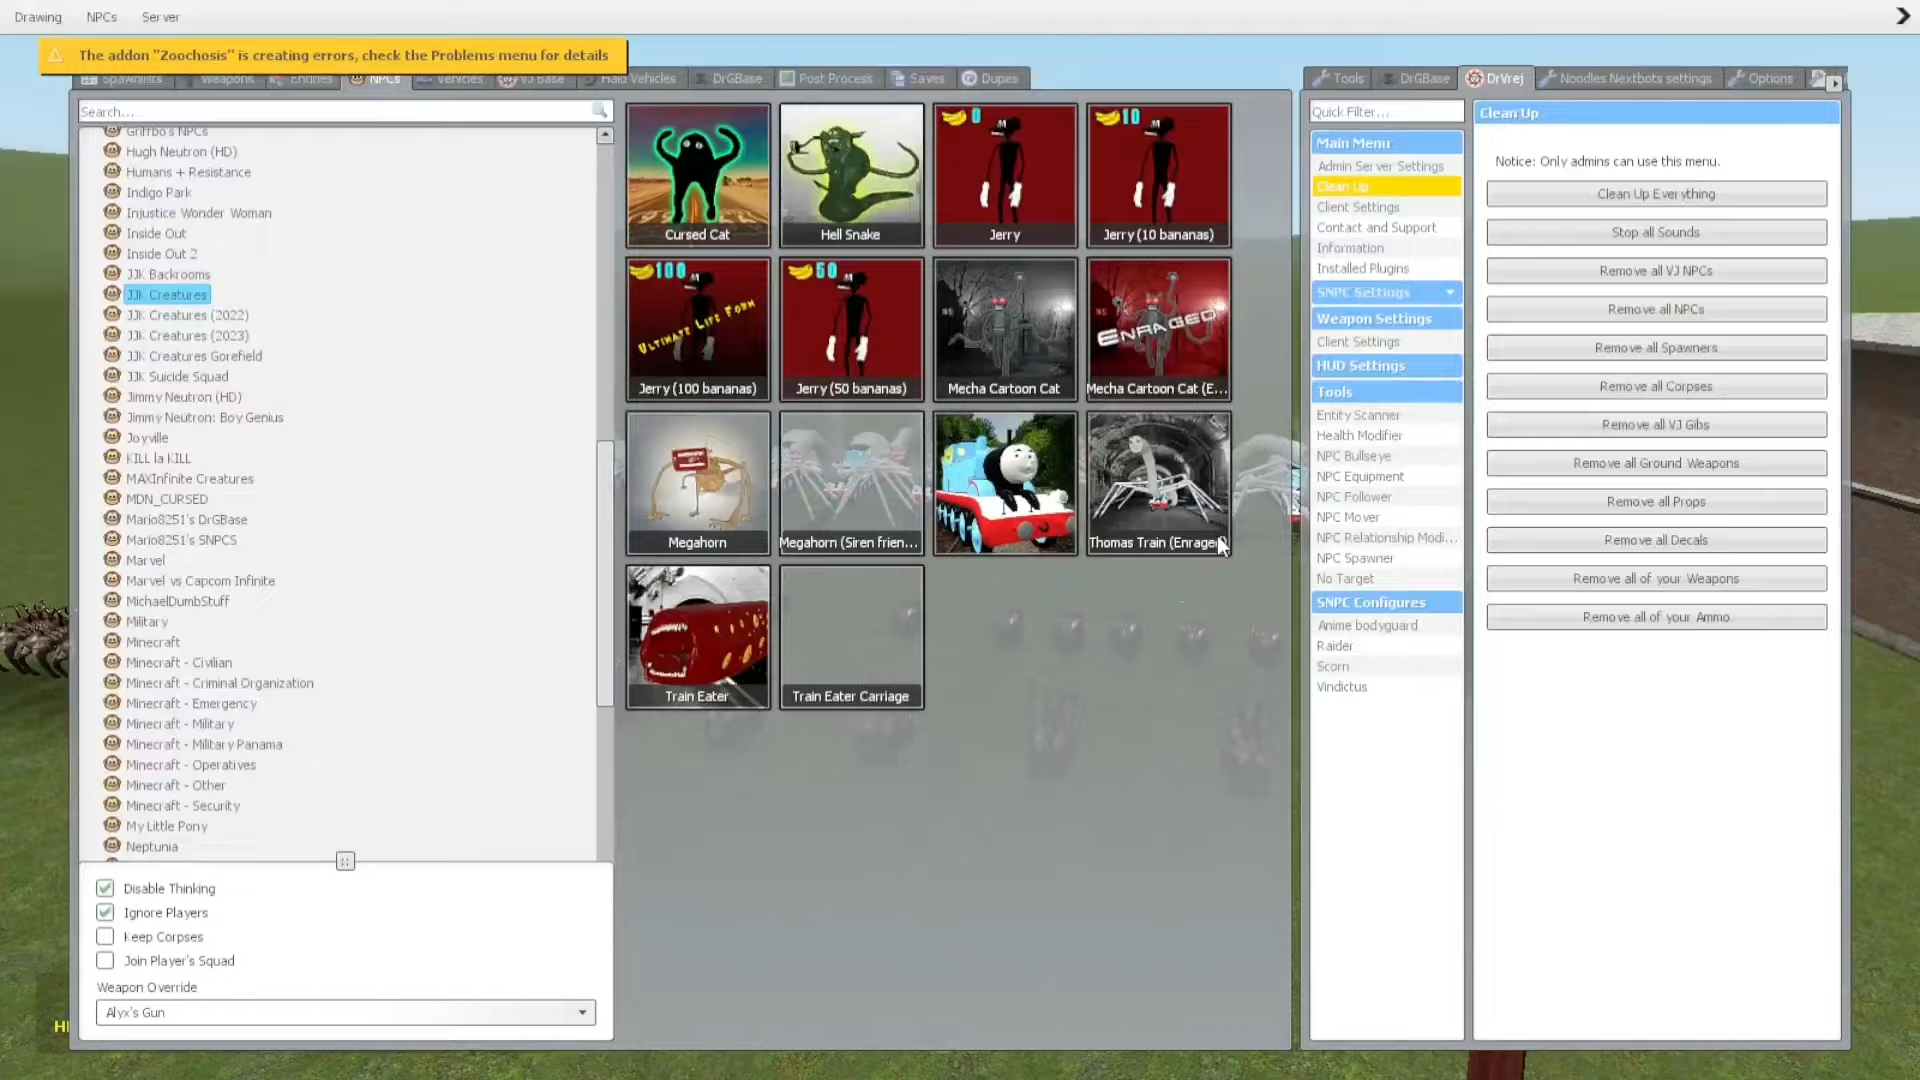 Drawing NPCs Server
The addon "Zoochosis" is creating errors, check the Problems menu for details
Spawnlists Weapons Entities NPCs Vehicles VJ Base Halo Vehicles DrGBase Post Process Saves Dupes
Tools DrGBase DrVrej Noodles Nextbots settings Options
Search...
Griffbo's NPCs
Hugh Neutron (HD)
Humans + Resistance
Indigo Park
Injustice Wonder Woman
Inside Out
Inside Out 2
JJK Backrooms
JJK Creatures
JJK Creatures (2022)
JJK Creatures (2023)
JJK Creatures Gorefield
JJK Suicide Squad
Jimmy Neutron (HD)
Jimmy Neutron: Boy Genius
Joyville
KILL la KILL
MAXInfinite Creatures
MDN_CURSED
Mario8251's DrGBase
Mario8251's SNPCS
Marvel
Marvel vs Capcom Infinite
MichaelDumbStuff
Military
Minecraft
Minecraft - Civilian
Minecraft - Criminal Organization
Minecraft - Emergency
Minecraft - Military
Minecraft - Military Panama
Minecraft - Operatives
Minecraft - Other
Minecraft - Security
My Little Pony
Neptunia
Disable Thinking
Ignore Players
Keep Corpses
Join Player's Squad
Weapon Override
Alyx's Gun
0 10
Cursed Cat Hell Snake Jerry Jerry (10 bananas)
100 50
ULTIMATE LIFE FORM
ENRAGED
Jerry (100 bananas) Jerry (50 bananas) Mecha Cartoon Cat Mecha Cartoon Cat (E...
Megahorn Megahorn (Siren frien... Thomas Train (Enraged)
Train Eater Train Eater Carriage
Quick Filter...
Main Menu
Admin Server Settings
Clean Up
Client Settings
Contact and Support
Information
Installed Plugins
SNPC Settings
Weapon Settings
Client Settings
HUD Settings
Tools
Entity Scanner
Health Modifier
NPC Bullseye
NPC Equipment
NPC Follower
NPC Mover
NPC Relationship Modi...
NPC Spawner
No Target
SNPC Configures
Anime bodyguard
Raider
Scorn
Vindictus
Clean Up
Notice: Only admins can use this menu.
Clean Up Everything
Stop all Sounds
Remove all VJ NPCs
Remove all NPCs
Remove all Spawners
Remove all Corpses
Remove all VJ Gibs
Remove all Ground Weapons
Remove all Props
Remove all Decals
Remove all of your Weapons
Remove all of your Ammo